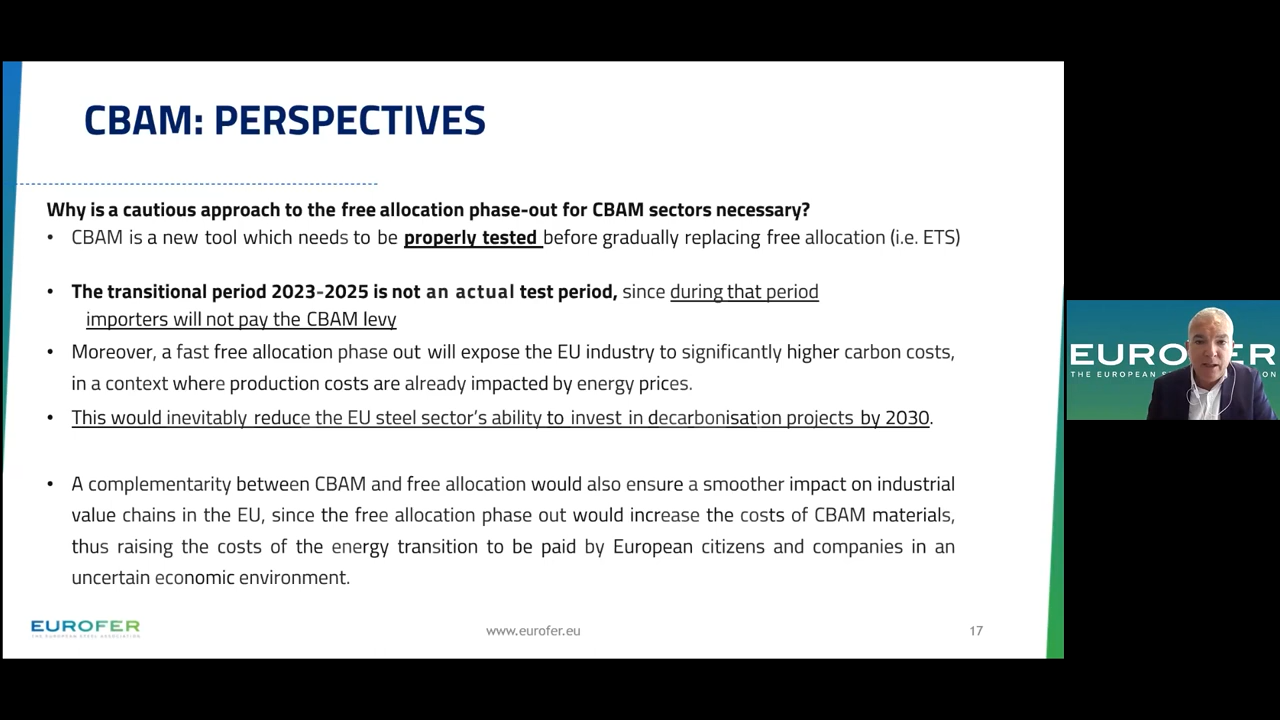 CBAM: PERSPECTIVES
Why is a cautious approach to the free allocation phase-out for CBAM sectors necessary?
• CBAM is a new tool which needs to be properly tested before gradually replacing free allocation (i.e. ETS)
• The transitional period 2023-2025 is not an actual test period, since during that period
importers will not pay the CBAM levy
• Moreover, a fast free allocation phase out will expose the EU industry to significantly higher carbon costs,
in a context where production costs are already impacted by energy prices.
• This would inevitably reduce the EU steel sector's ability to invest in decarbonisation projects by 2030.
• A complementarity between CBAM and free allocation would also ensure a smoother impact on industrial
value chains in the EU, since the free allocation phase out would increase the costs of CBAM materials,
thus raising the costs of the energy transition to be paid by European citizens and companies in an
uncertain economic environment.
EUROFER
THE EUROPEAN STEEL ASSOCIATION
www.eurofer.eu
17
EUROFER
THE EUROPEAN